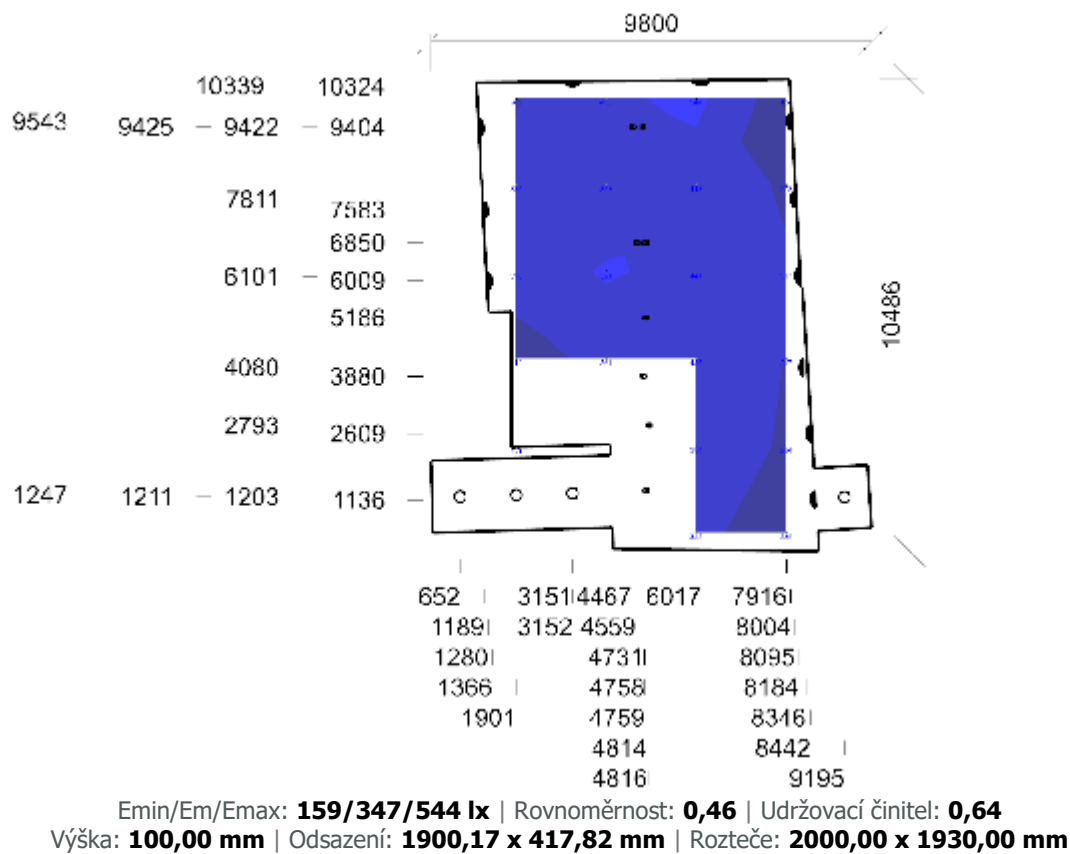 9800
10339 10324
9543 9425 9422 9404
7811 7583
6850
6101 6009
5186
10486
4080 3880
2793 2609
1247 1211 1203 1136
652 3151 4467 6017 7916
1189 3152 4559 8004
1280 4731 8095
1366 4758 8184
1901 4759 8346
4814 8442
4816 9195
Emin/Em/Emax: 159/347/544 lx | Rovnoměrnost: 0,46 | Udržovací činitel: 0,64
Výška: 100,00 mm | Odsazení: 1900,17 x 417,82 mm | Rozteče: 2000,00 x 1930,00 mm